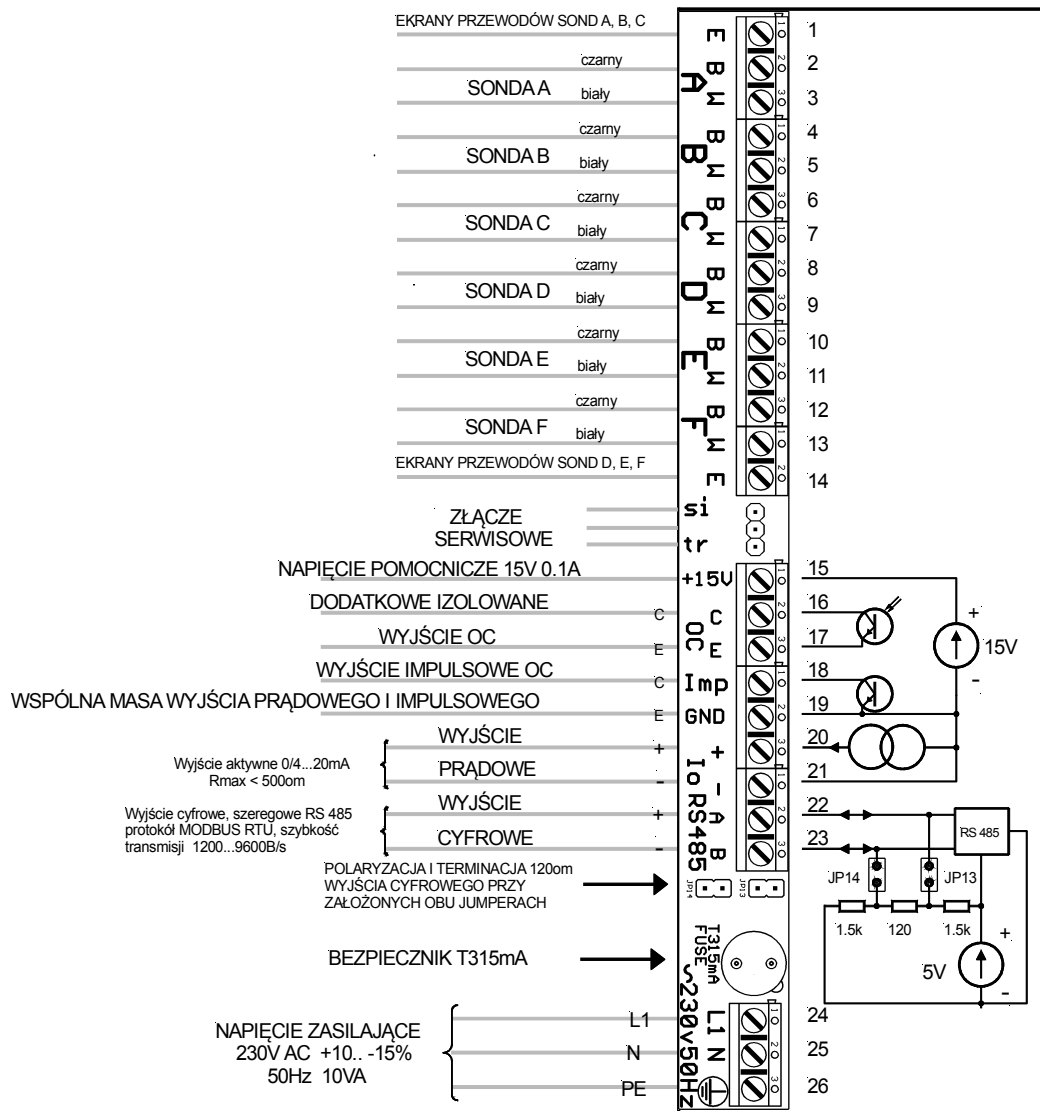 EKRANY PRZEWODÓW SOND A, B, C
E
1
czarny
B
2
SONDA A
A
biały
W
3
czarny
B
4
SONDA B
B
biały
W
5
czarny
B
6
SONDA C
C
biały
W
7
czarny
B
8
SONDA D
D
biały
W
9
czarny
B
10
SONDA E
E
biały
W
11
czarny
B
12
SONDA F
F
biały
W
13
EKRANY PRZEWODÓW SOND D, E, F
E
14
ZŁĄCZE
SERWISOWE
si
tr
NAPIĘCIE POMOCNICZE 15V 0.1A
+15V
15
DODATKOWE IZOLOWANE
C
C
16
WYJŚCIE OC
E
OC
E
17
+
15V
-
WYJŚCIE IMPULSOWE OC
C
Imp
18
WSPÓLNA MASA WYJŚCIA PRĄDOWEGO I IMPULSOWEGO
E
GND
19
Wyjście aktywne 0/4...20mA
Rmax < 500om
WYJŚCIE
+
+
20
PRĄDOWE
-
Io
-
21
Wyjście cyfrowe, szeregowe RS 485
protokół MODBUS RTU, szybkość
transmisji 1200...9600B/s
WYJŚCIE
+
A
22
CYFROWE
-
RS485
B
23
RS 485
POLARYZACJA I TERMINACJA 120om
WYJŚCIA CYFROWEGO PRZY
ZAŁOŻONYCH OBU JUMPERACH
JP14
JP13
JP14
JP13
1.5k
120
1.5k
+
5V
-
BEZPIECZNIK T315mA
T315mA
FUSE
~230v50Hz
NAPIĘCIE ZASILAJĄCE
230V AC +10.. -15%
50Hz 10VA
L1
L1
24
N
N
25
PE
26